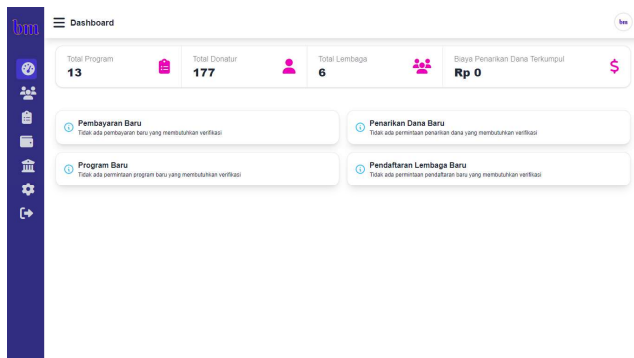 bm
Dashboard
bm
Total Program
13
Total Donatur
177
Total Lembaga
6
Biaya Penarikan Dana Terkumpul
Rp 0
Pembayaran Baru
Tidak ada pembayaran baru yang membutuhkan verifikasi
Penarikan Dana Baru
Tidak ada permintaan penarikan dana yang membutuhkan verifikasi
Program Baru
Tidak ada permintaan program baru yang membutuhkan verifikasi
Pendaftaran Lembaga Baru
Tidak ada permintaan pendaftaran baru yang membutuhkan verifikasi